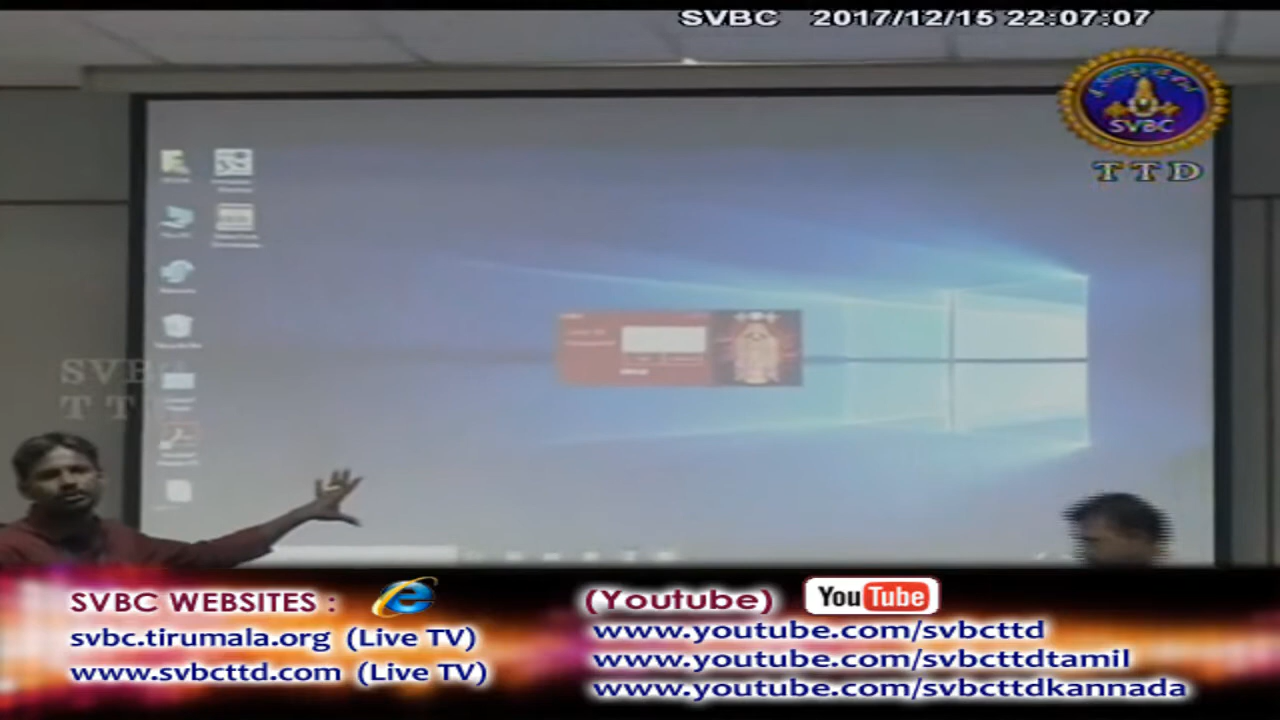 SVBC 2017/12/15 22:07:07
SVBC
TTD
SVB
T T
SVBC WEBSITES :
svbc.tirumala.org (Live TV)
www.svbcttd.com (Live TV)
(Youtube) YouTube
www.youtube.com/svbcttd
www.youtube.com/svbcttdtamil
www.youtube.com/svbcttdkannada